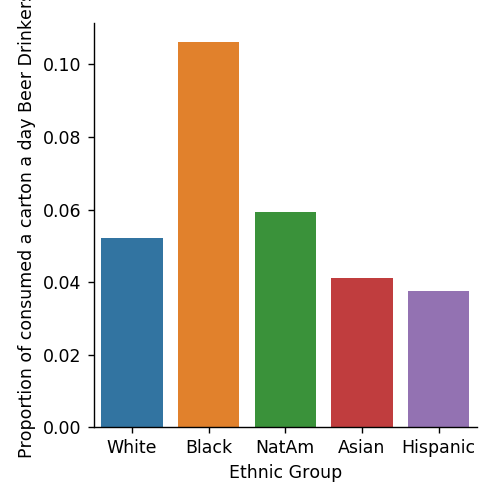 Proportion of consumed a carton a day Beer Drinkers
0.10
0.08
0.06
0.04
0.02
0.00
White Black NatAm Asian Hispanic
Ethnic Group